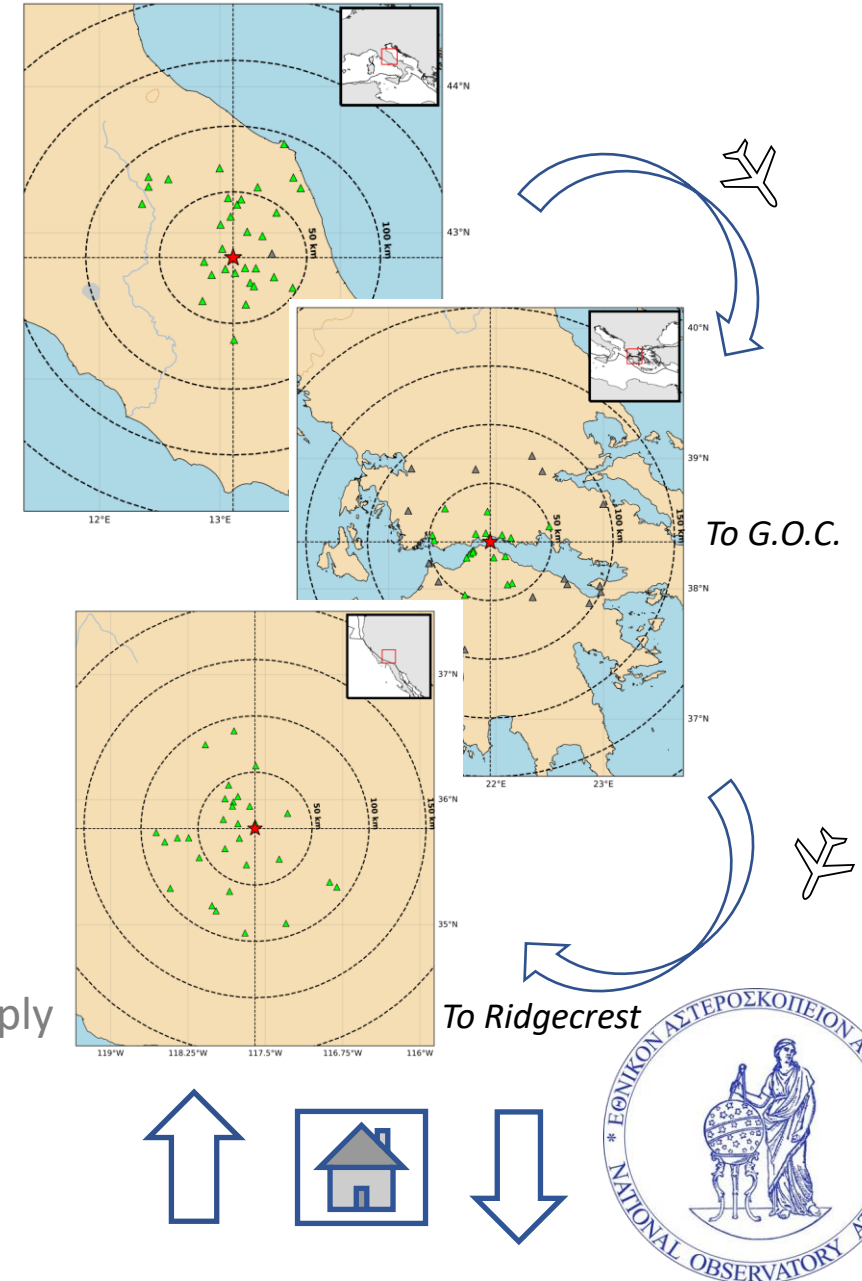 44°N
100 km
43°N
50 km
12°E
13°E
40°N
39°N
50 km
100 km
150 km
To G.O.C.
38°N
37°N
22°E
23°E
37°N
50 km
100 km
150 km
36°N
35°N
ply
To Ridgecrest
119°W
118.25°W
117.5°W
116.75°W
116°W
* ΕΘΝΙΚΟΝ ΑΣΤΕΡΟΣΚΟΠΕΙΟΝ Α
NATIONAL OBSERVATORY